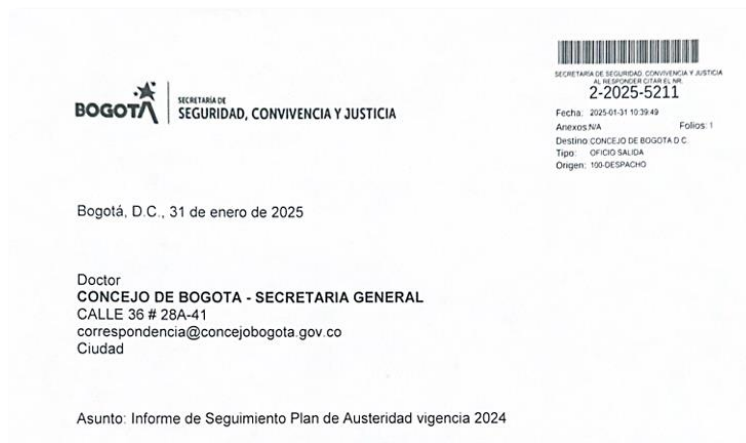 BOGOTÁ
SECRETARÍA DE
SEGURIDAD, CONVIVENCIA Y JUSTICIA
SECRETARÍA DE SEGURIDAD, CONVIVENCIA Y JUSTICIA
AL RESPONDER CITAR EL NR.
2-2025-5211
Fecha: 2025-01-31 10:39:49
Anexos:N/A Folios: 1
Destino:CONCEJO DE BOGOTA D.C.
Tipo: OFICIO SALIDA
Origen: 100-DESPACHO
Bogotá, D.C., 31 de enero de 2025
Doctor
CONCEJO DE BOGOTA - SECRETARIA GENERAL
CALLE 36 # 28A-41
correspondencia@concejobogota.gov.co
Ciudad
Asunto: Informe de Seguimiento Plan de Austeridad vigencia 2024